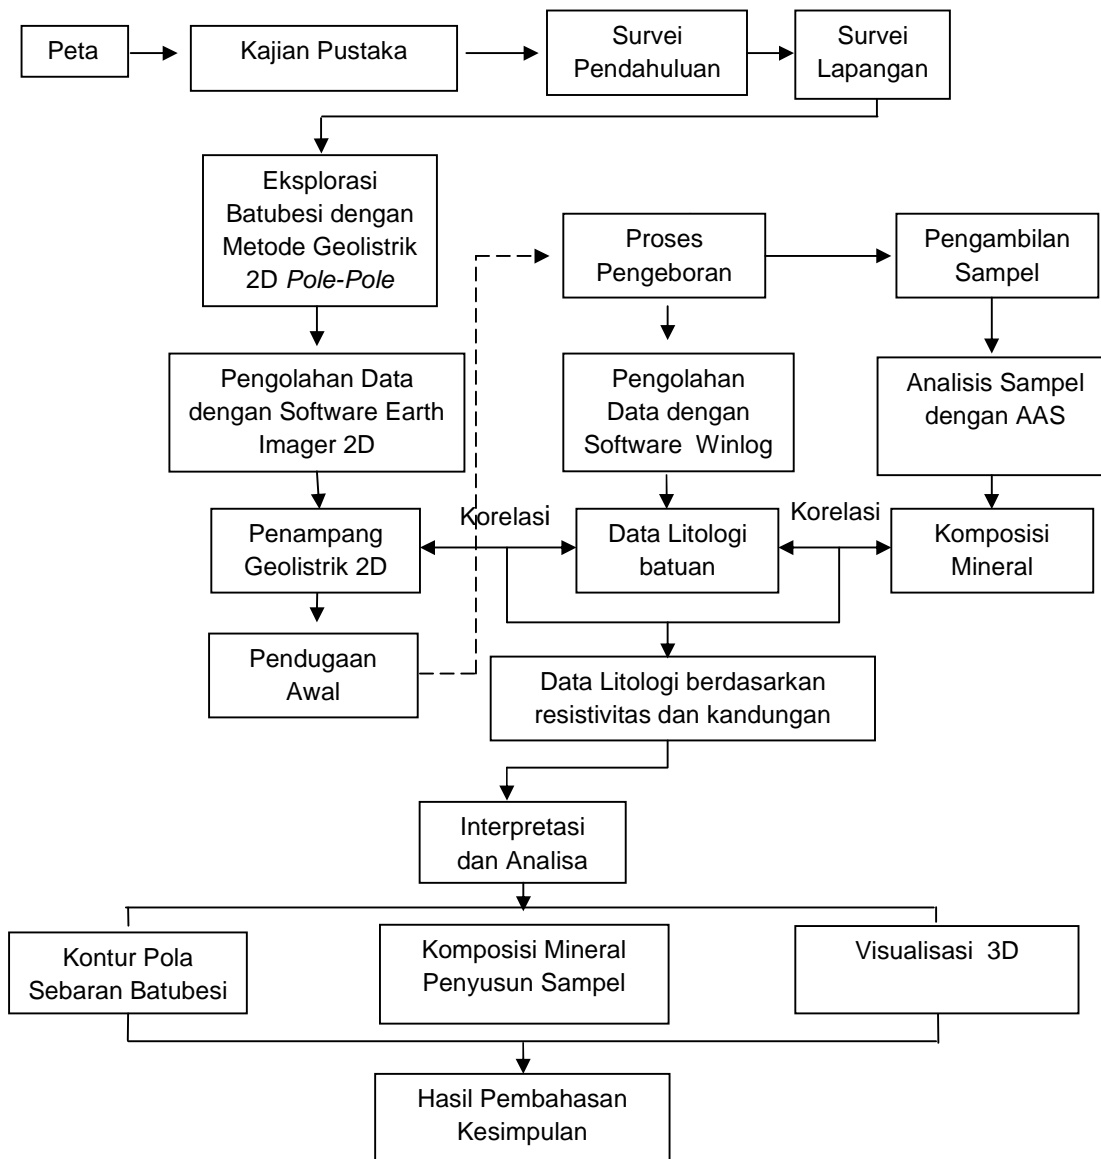 Peta
Kajian Pustaka
Survei
Pendahuluan
Survei
Lapangan
Eksplorasi
Batubesi dengan
Metode Geolistrik
2D Pole-Pole
Proses
Pengeboran
Pengambilan
Sampel
Pengolahan Data
dengan Software Earth
Imager 2D
Pengolahan
Data dengan
Software  Winlog
Analisis Sampel
dengan AAS
Penampang
Geolistrik 2D
Korelasi
Data Litologi
batuan
Korelasi
Komposisi
Mineral
Pendugaan
Awal
Data Litologi berdasarkan
resistivitas dan kandungan
Interpretasi
dan Analisa
Kontur Pola
Sebaran Batubesi
Komposisi Mineral
Penyusun Sampel
Visualisasi  3D
Hasil Pembahasan
Kesimpulan